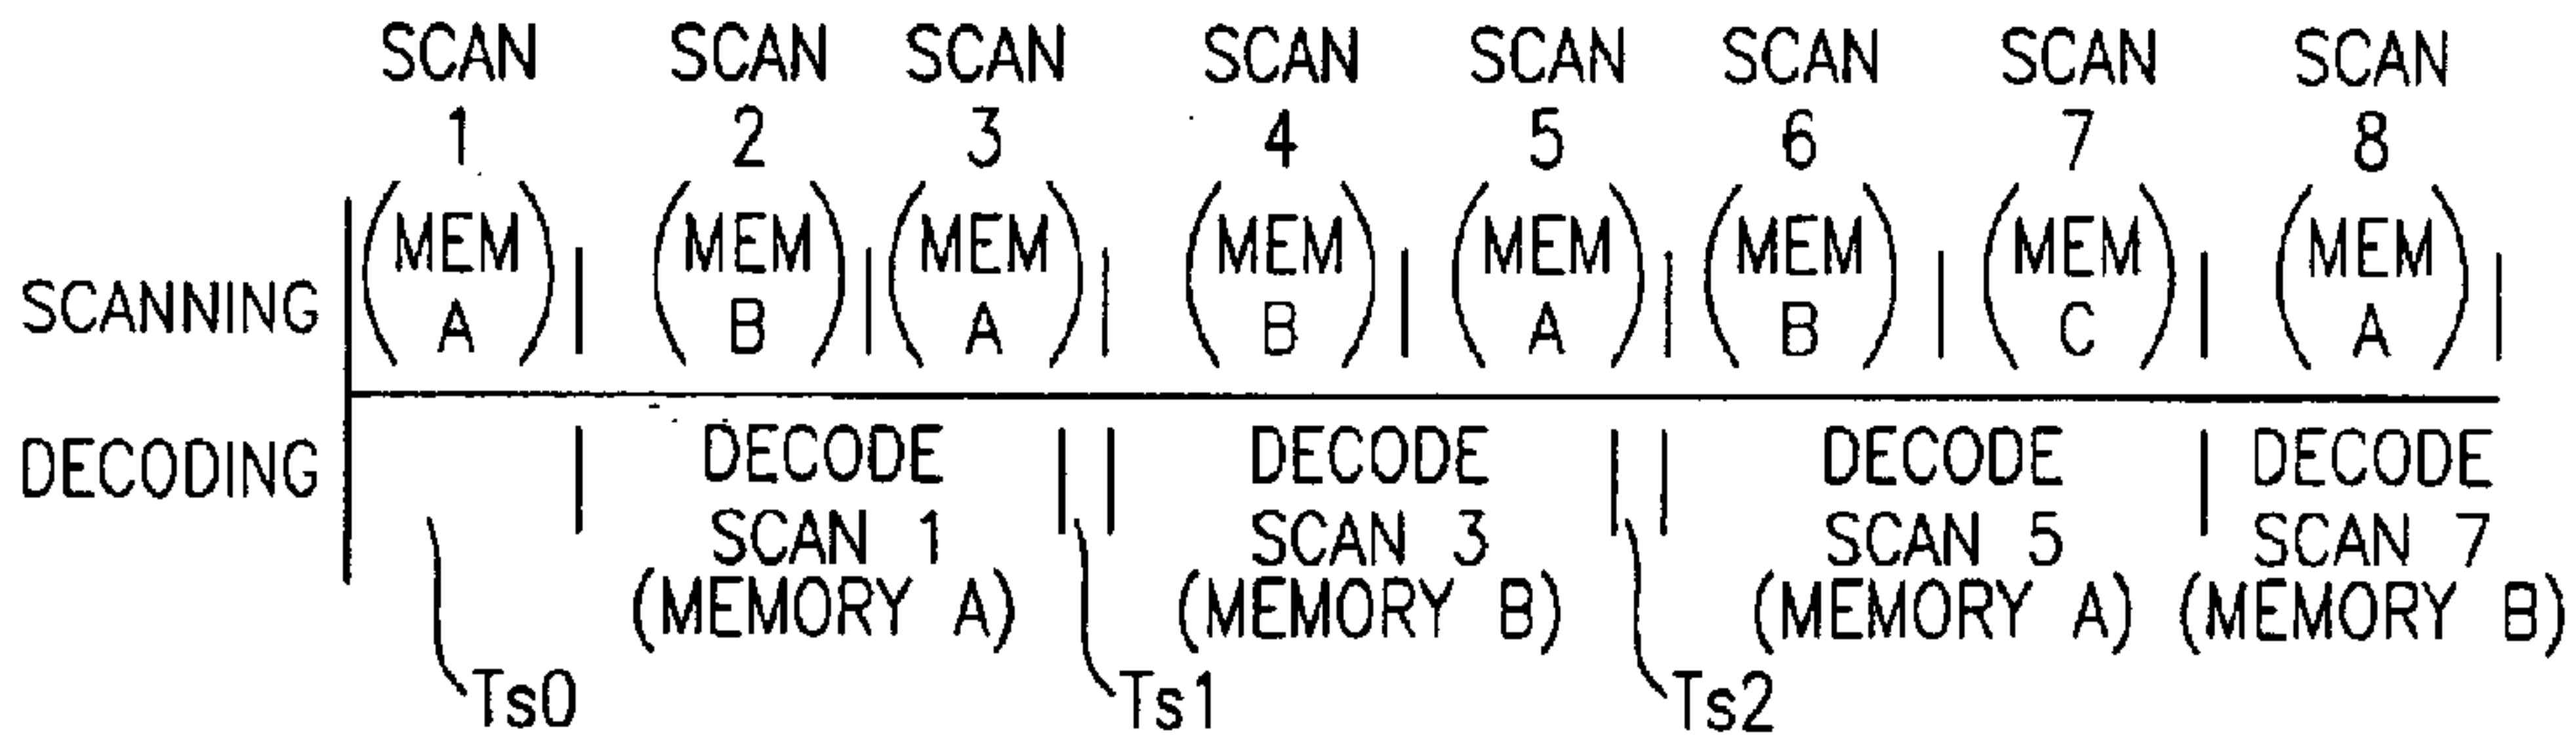 SCAN SCAN SCAN SCAN SCAN SCAN SCAN SCAN
1 2 3 4 5 6 7 8
(MEM (MEM (MEM (MEM (MEM (MEM (MEM (MEM
SCANNING A) B) A) B) A) B) C) A)
DECODING DECODE DECODE DECODE DECODE
SCAN 1 SCAN 3 SCAN 5 SCAN 7
(MEMORY A) (MEMORY B) (MEMORY A) (MEMORY B)
Ts0 Ts1 Ts2